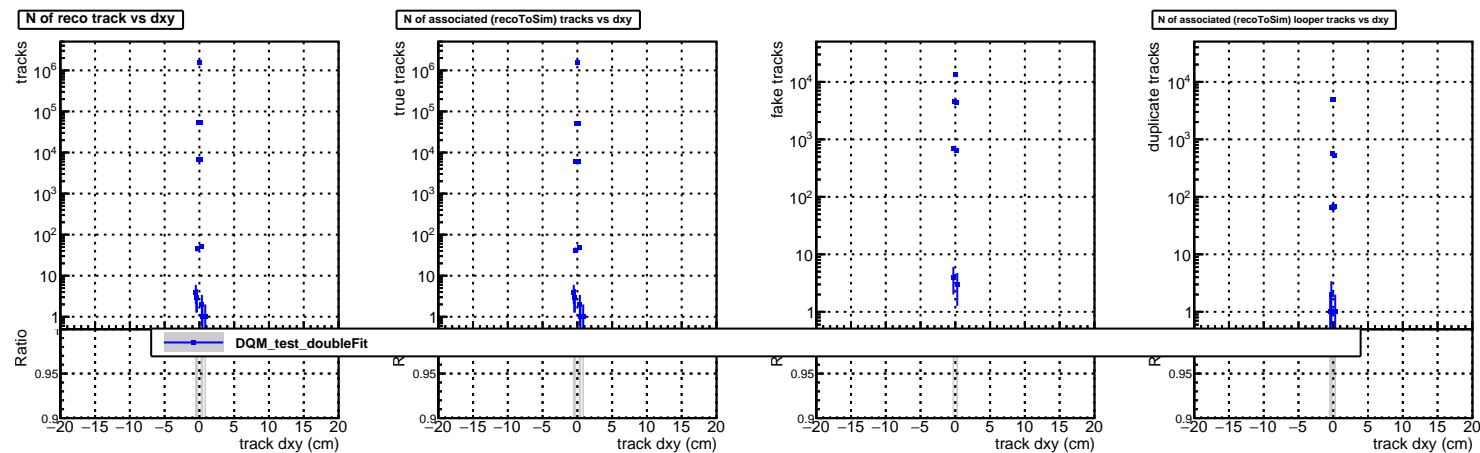 N of reco track vs dxy
N of associated (recoToSim) tracks vs dxy
N of associated (recoToSim) looper tracks vs dxy
tracks
10⁶
10⁵
10⁴
10³
10²
10
1
true tracks
10⁶
10⁵
10⁴
10³
10²
10
1
fake tracks
10⁴
10³
10²
10
1
duplicate tracks
10⁴
10³
10²
10
1
DQM_test_doubleFit
Ratio
0.95
0.9
−20 −15 −10 −5 0 5 10 15 20
track dxy (cm)
0.95
0.9
−20 −15 −10 −5 0 5 10 15 20
track dxy (cm)
0.95
0.9
−20 −15 −10 −5 0 5 10 15 20
track dxy (cm)
0.95
0.9
−20 −15 −10 −5 0 5 10 15 20
track dxy (cm)